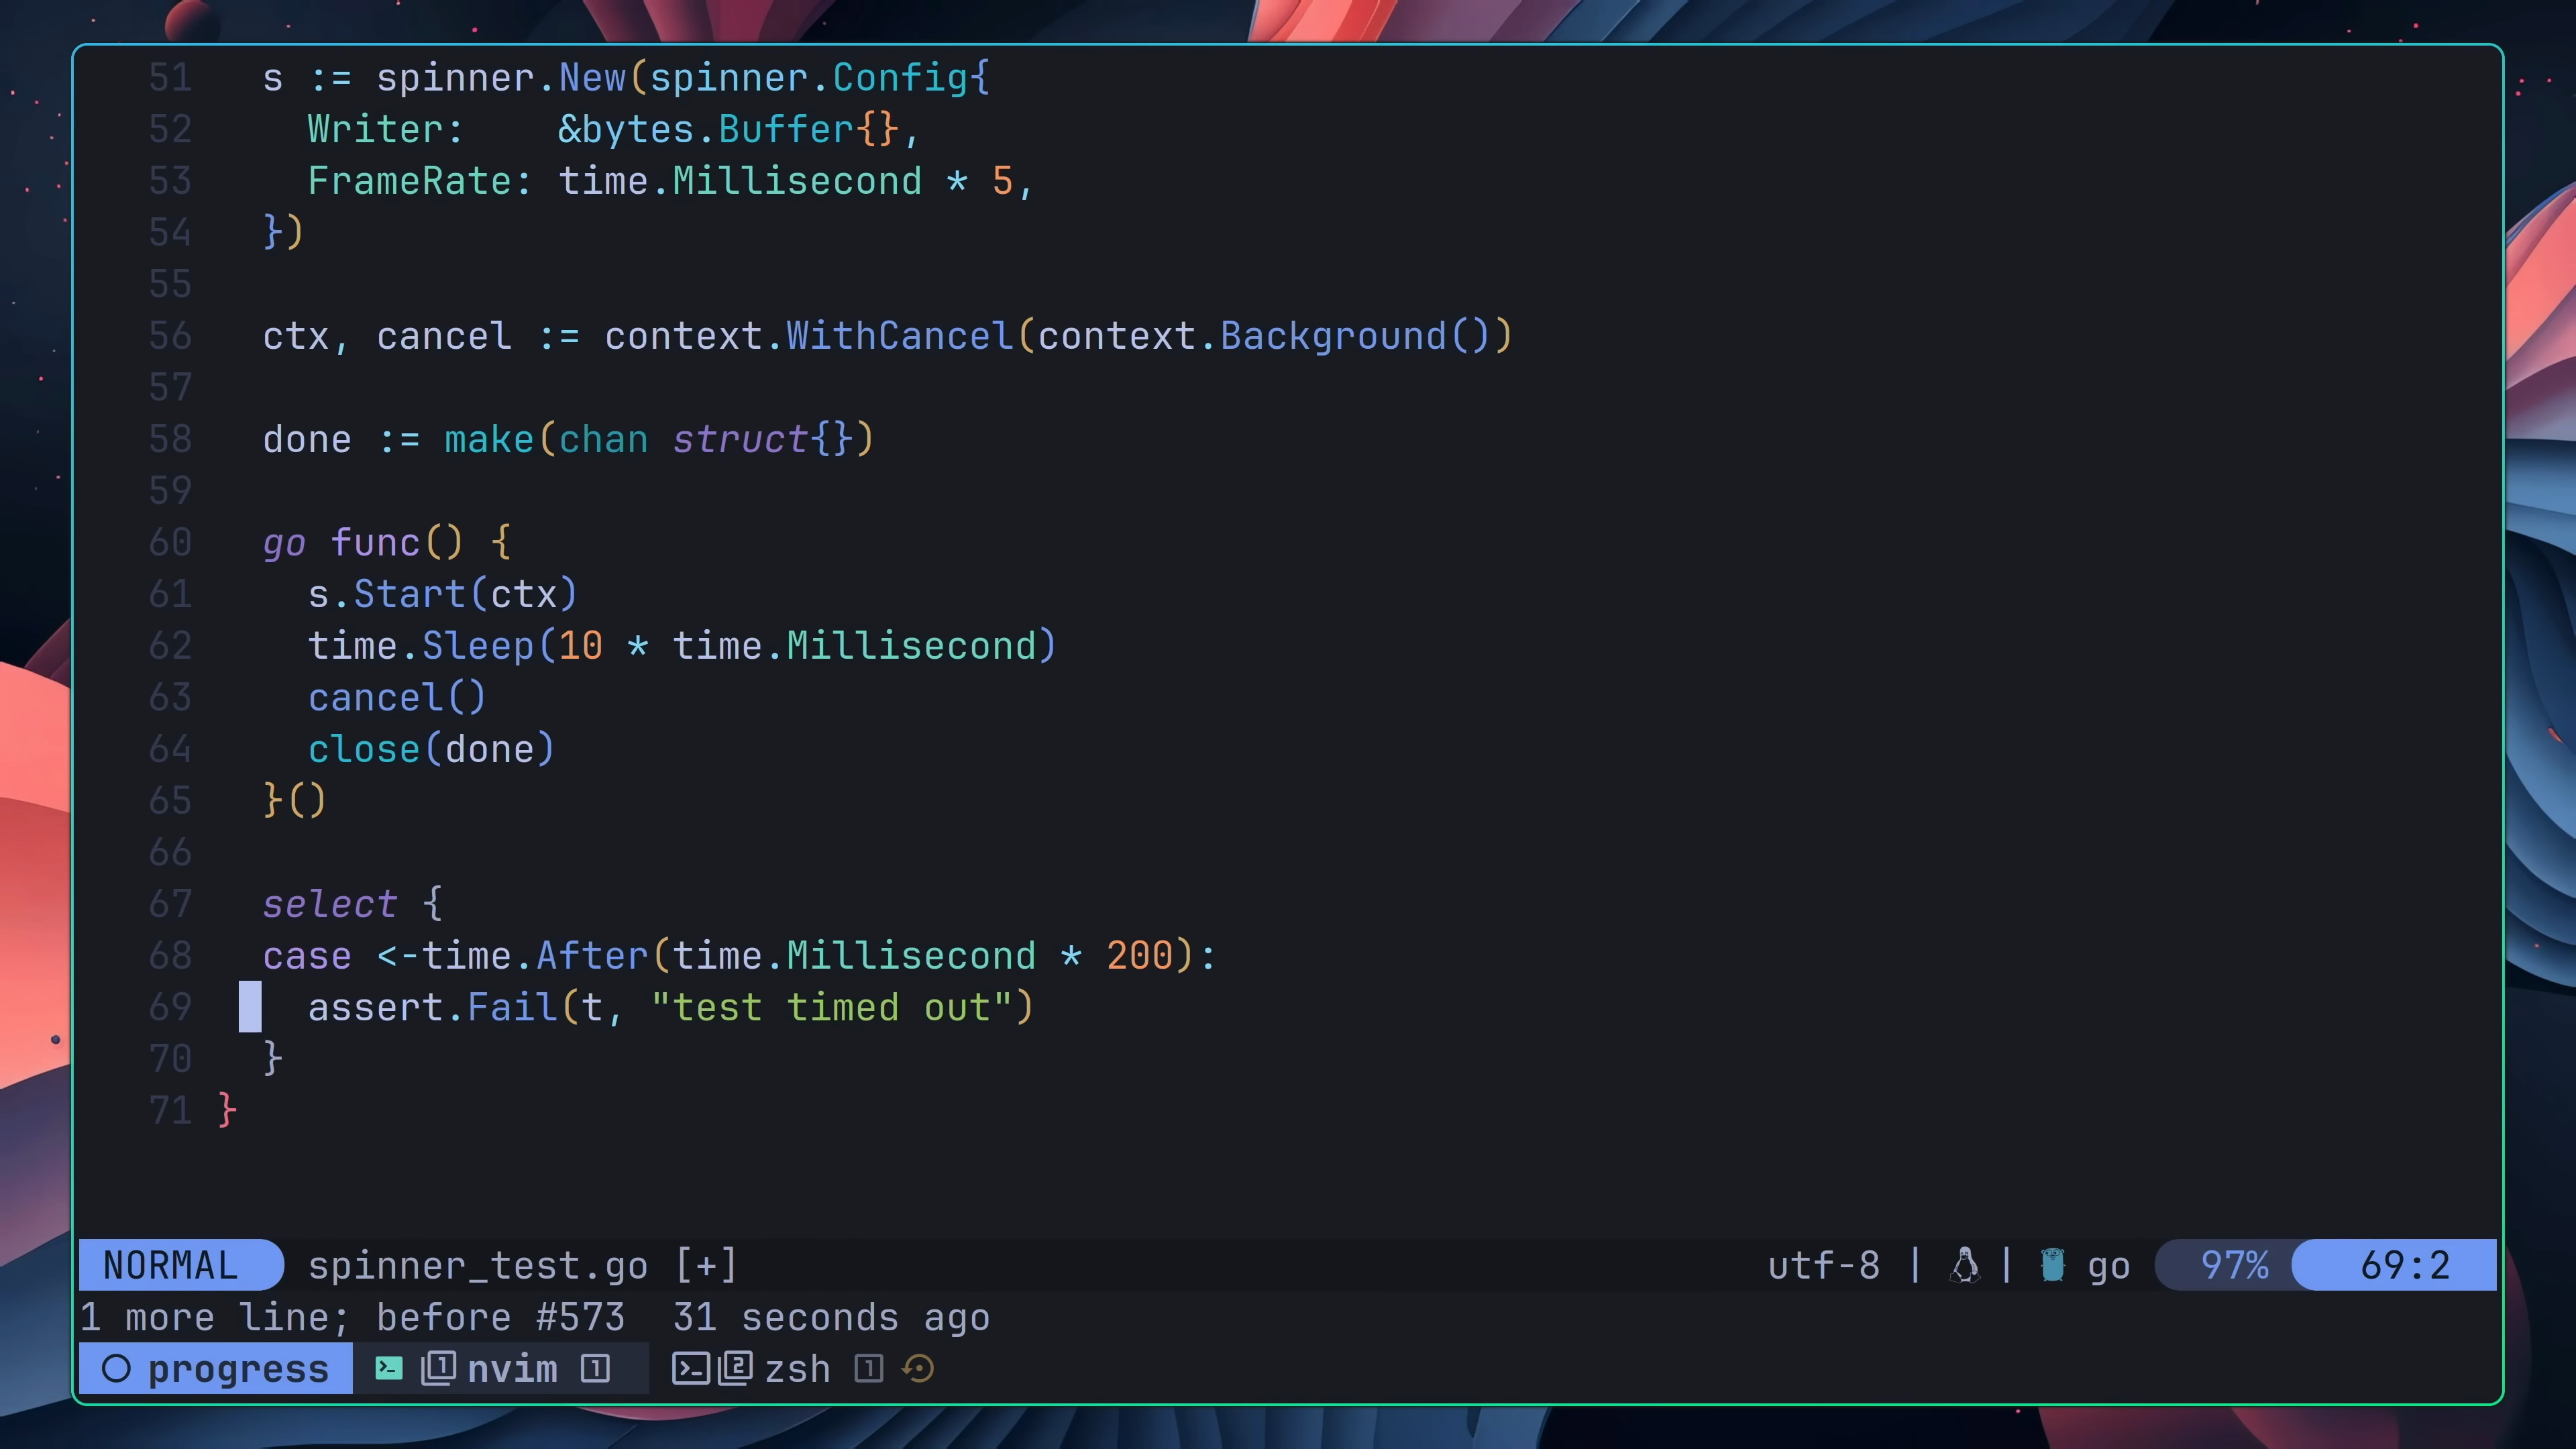 51 s := spinner.New(spinner.Config{
52 Writer:    &bytes.Buffer{},
53 FrameRate: time.Millisecond * 5,
54 })
55
56 ctx, cancel := context.WithCancel(context.Background())
57
58 done := make(chan struct{})
59
60 go func() {
61 s.Start(ctx)
62 time.Sleep(10 * time.Millisecond)
63 cancel()
64 close(done)
65 }()
66
67 select {
68 case <-time.After(time.Millisecond * 200):
69 assert.Fail(t, "test timed out")
70 }
71 }
NORMAL spinner_test.go [+] utf-8 | | go 97% 69:2
1 more line; before #573  31 seconds ago
progress 1 nvim 1 2 zsh 1